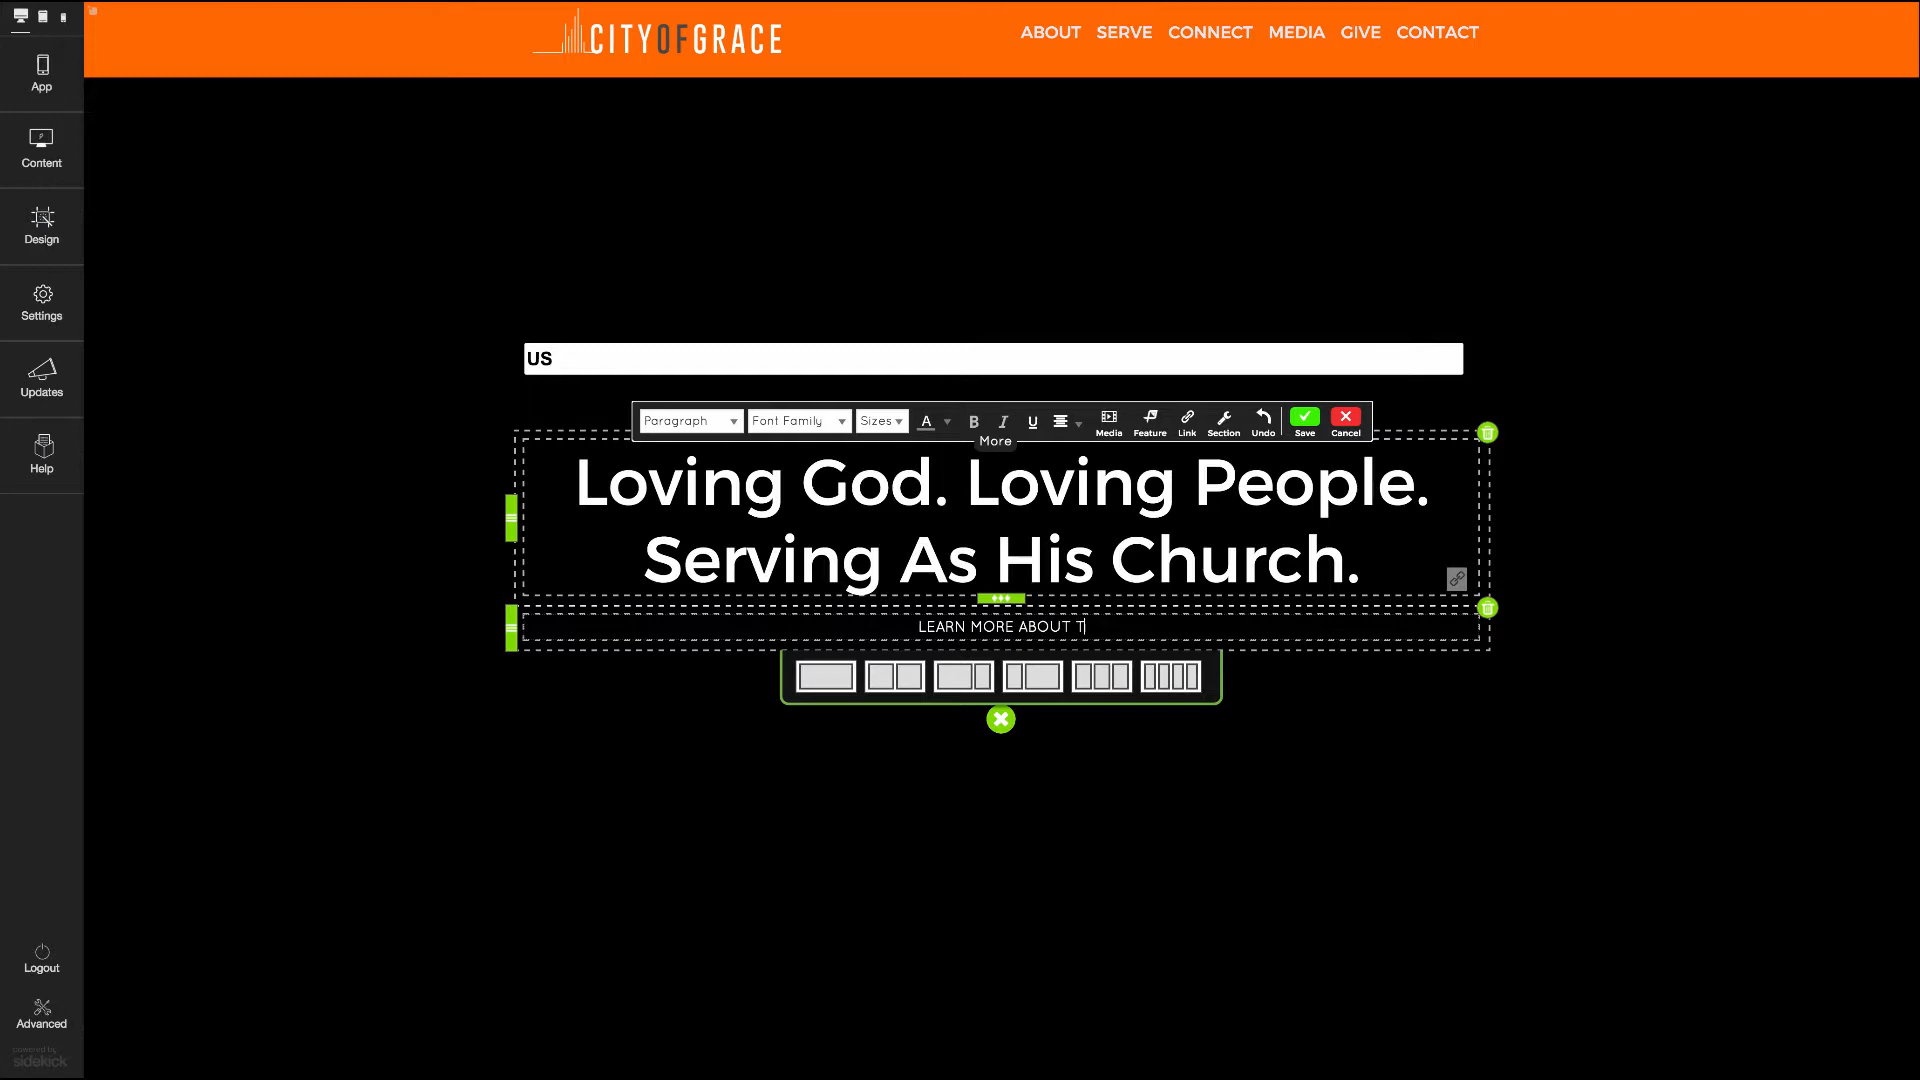 CITYOFGRACE
ABOUT SERVE CONNECT MEDIA GIVE CONTACT
App
Content
Design
Settings
Updates
Help
US
Paragraph Font Family Sizes A B I U Media Feature Link Section Undo Save Cancel
More
Loving God. Loving People.
Serving As His Church.
LEARN MORE ABOUT T
Logout
Advanced
powered by
sidekick